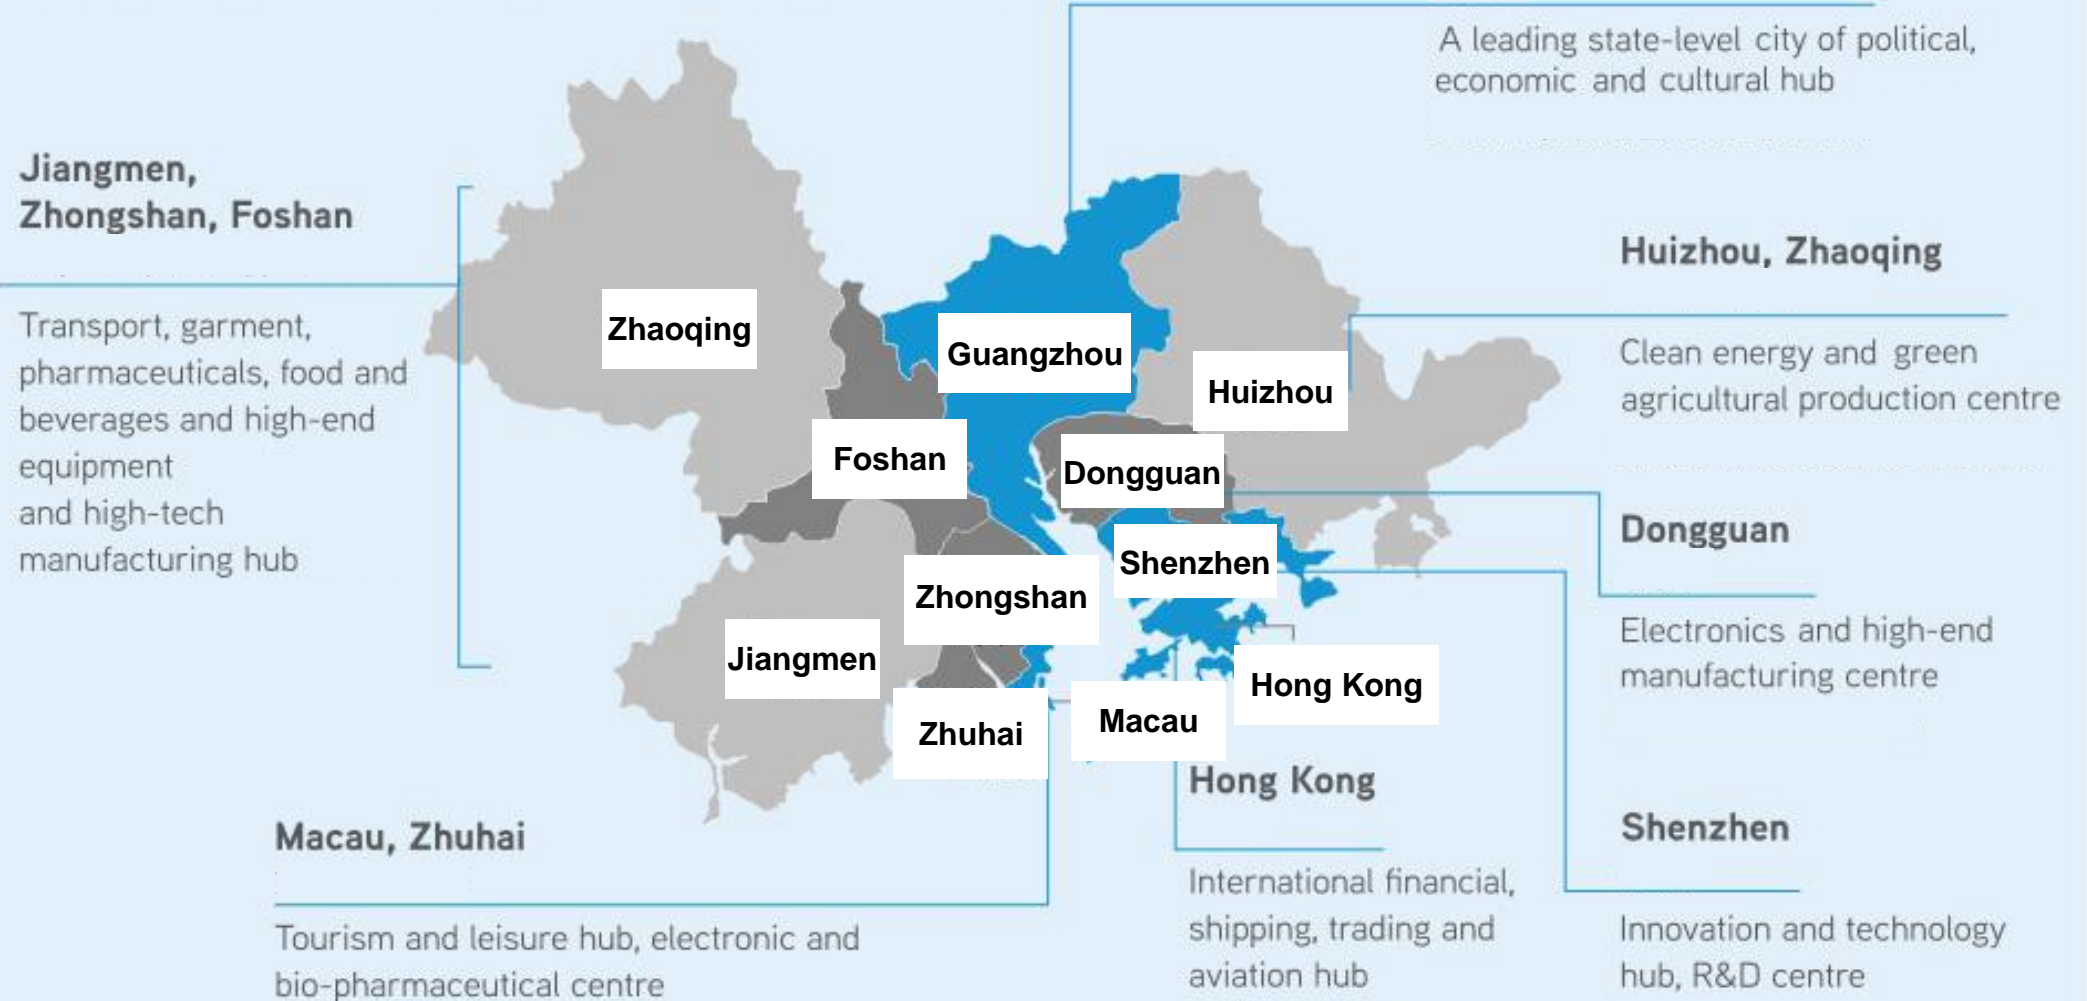 A leading state-level city of political,
economic and cultural hub
Jiangmen,
Zhongshan, Foshan
Transport, garment,
pharmaceuticals, food and
beverages and high-end
equipment
and high-tech
manufacturing hub
Zhaoqing
Guangzhou
Huizhou
Foshan
Dongguan
Shenzhen
Zhongshan
Jiangmen
Hong Kong
Macau
Zhuhai
Huizhou, Zhaoqing
Clean energy and green
agricultural production centre
Dongguan
Electronics and high-end
manufacturing centre
Hong Kong
International financial,
shipping, trading and
aviation hub
Shenzhen
Innovation and technology
hub, R&D centre
Macau, Zhuhai
Tourism and leisure hub, electronic and
bio-pharmaceutical centre